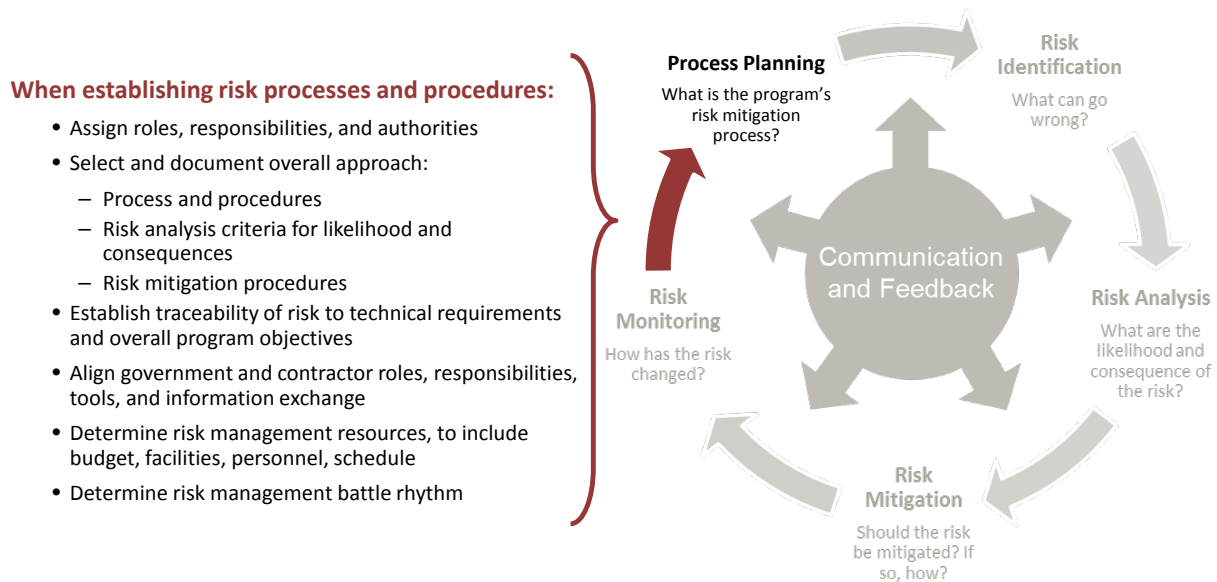 When establishing risk processes and procedures:
• Assign roles, responsibilities, and authorities
• Select and document overall approach:
– Process and procedures
– Risk analysis criteria for likelihood and
consequences
– Risk mitigation procedures
• Establish traceability of risk to technical requirements
and overall program objectives
• Align government and contractor roles, responsibilities,
tools, and information exchange
• Determine risk management resources, to include
budget, facilities, personnel, schedule
• Determine risk management battle rhythm
Process Planning
What is the program's
risk mitigation
process?
Risk
Identification
What can go
wrong?
Communication
and Feedback
Risk Analysis
What are the
likelihood and
consequence of
the risk?
Risk
Monitoring
How has the risk
changed?
Risk
Mitigation
Should the risk
be mitigated? If
so, how?